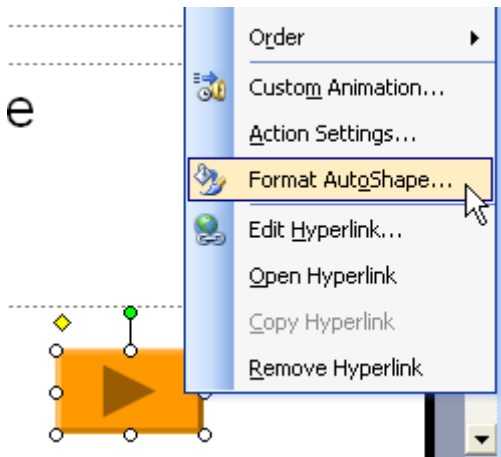 Order
Custom Animation...
e
Action Settings...
Format AutoShape...
Edit Hyperlink...
Open Hyperlink
Copy Hyperlink
Remove Hyperlink